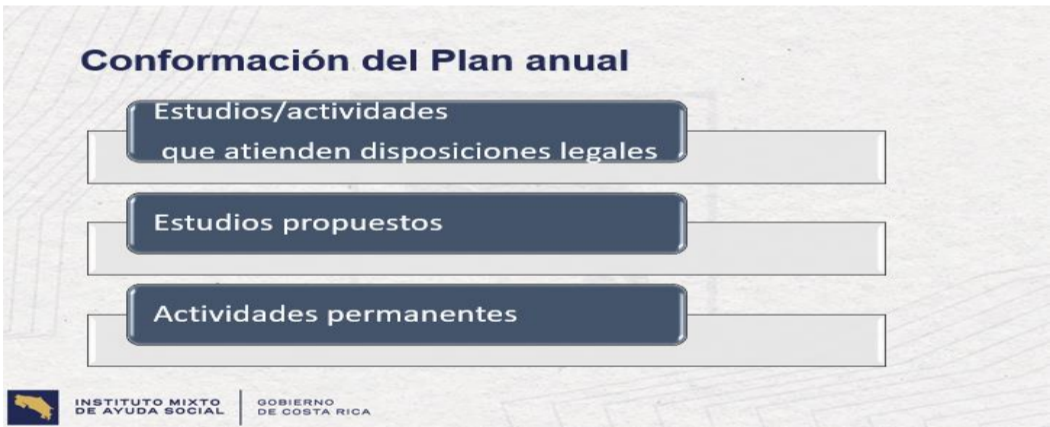 Conformación del Plan anual
Estudios/actividades
que atienden disposiciones legales
Estudios propuestos
Actividades permanentes
INSTITUTO MIXTO
DE AYUDA SOCIAL
GOBIERNO
DE COSTA RICA